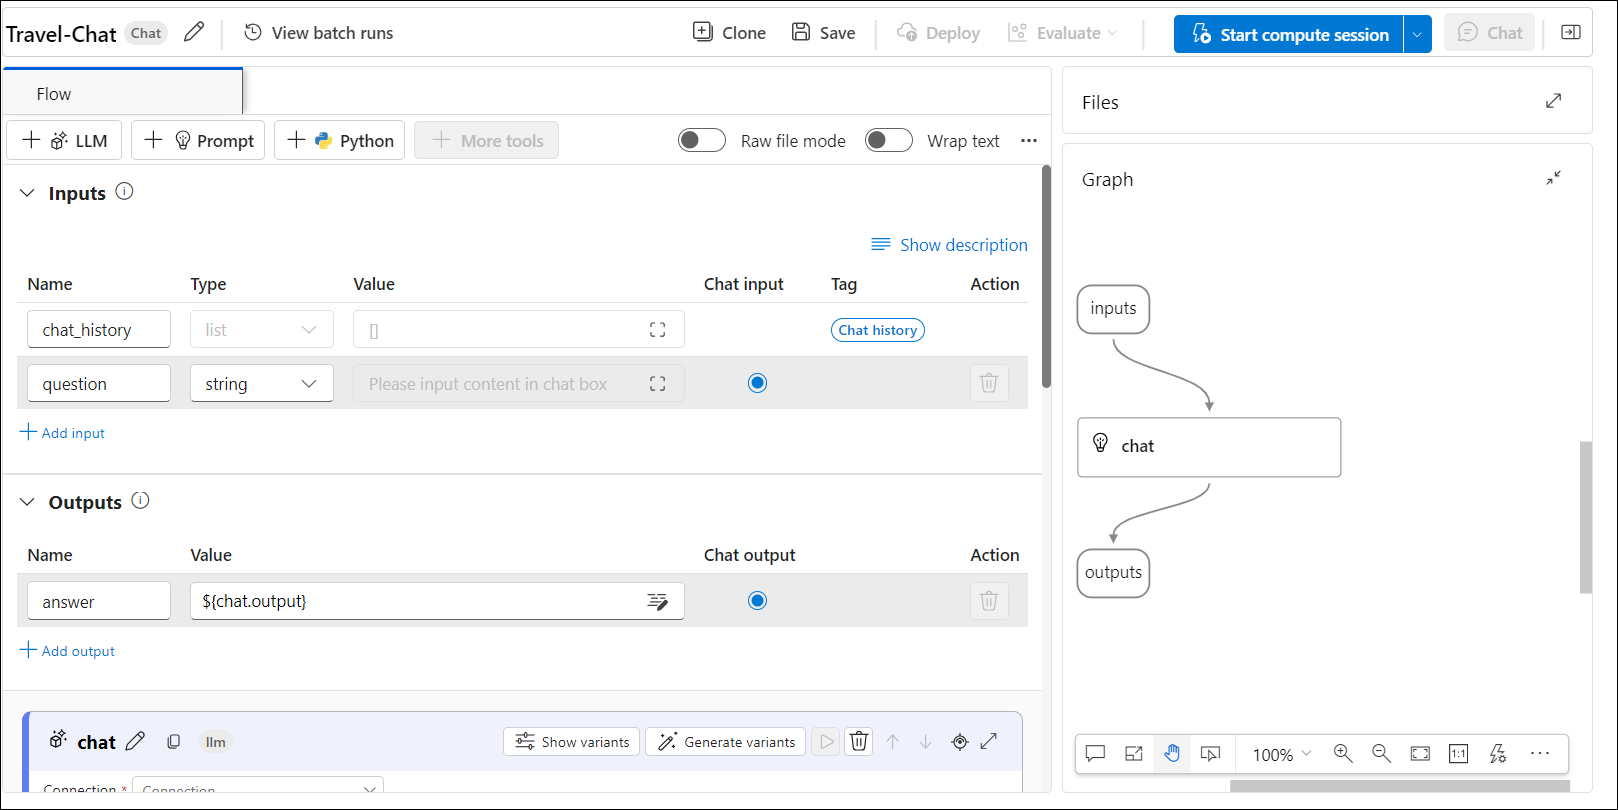 Travel-Chat Chat View batch runs Clone Save Deploy Evaluate Start compute session Chat
Flow
LLM Prompt Python More tools Raw file mode Wrap text ...
Inputs
Show description
Name Type Value Chat input Tag Action
chat_history list [] Chat history
question string Please input content in chat box
Add input
Outputs
Name Value Chat output Action
answer ${chat.output}
Add output
chat llm Show variants Generate variants
Connection * Connection
Files
Graph
inputs
chat
outputs
100% 1:1 ...